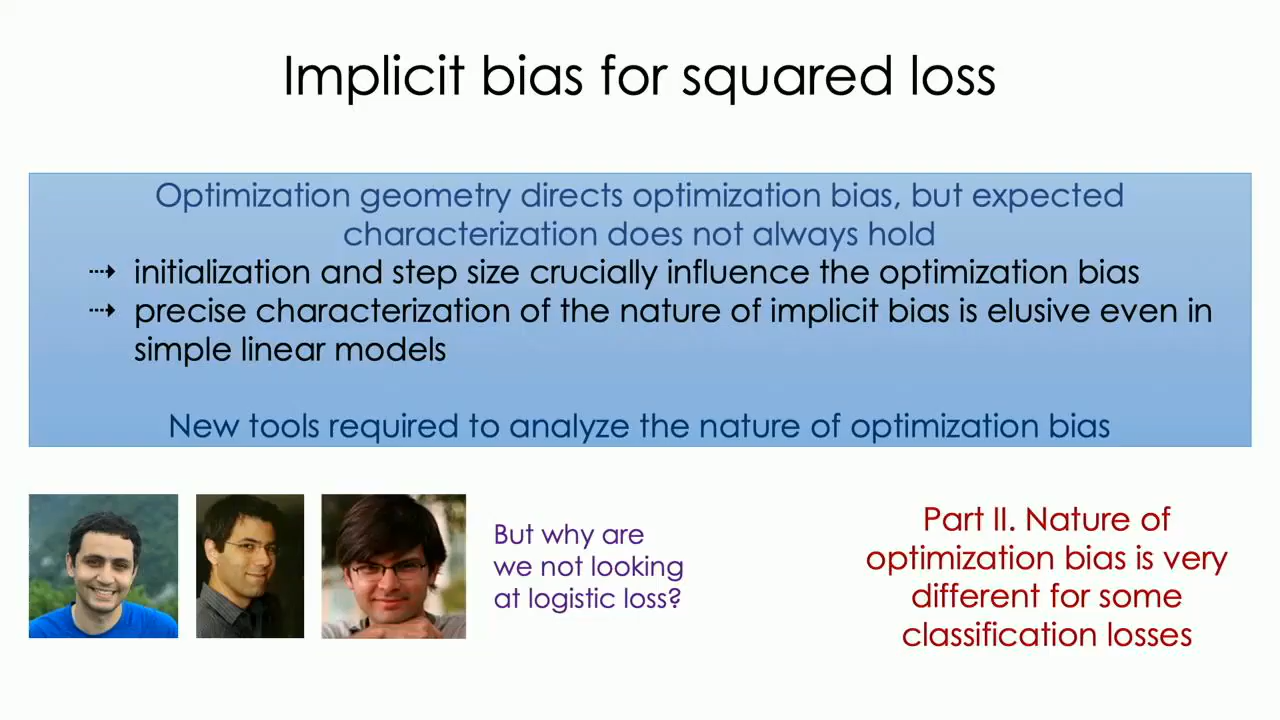 Implicit bias for squared loss
Optimization geometry directs optimization bias, but expected
characterization does not always hold
⇢ initialization and step size crucially influence the optimization bias
⇢ precise characterization of the nature of implicit bias is elusive even in
simple linear models
New tools required to analyze the nature of optimization bias
But why are
we not looking
at logistic loss?
Part II. Nature of
optimization bias is very
different for some
classification losses